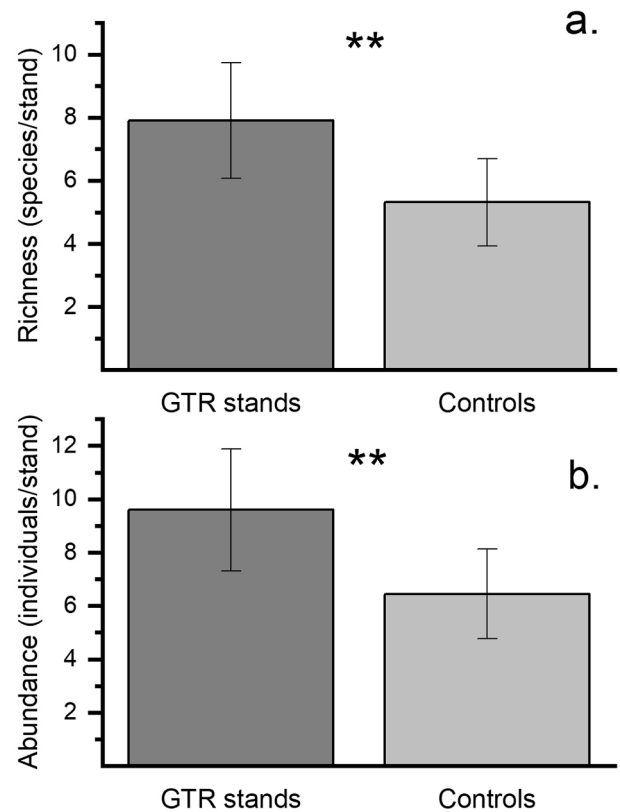 a.
**
Richness (species/stand)
10
8
6
4
2
GTR stands Controls
b.
**
Abundance (individuals/stand)
12
10
8
6
4
2
GTR stands Controls